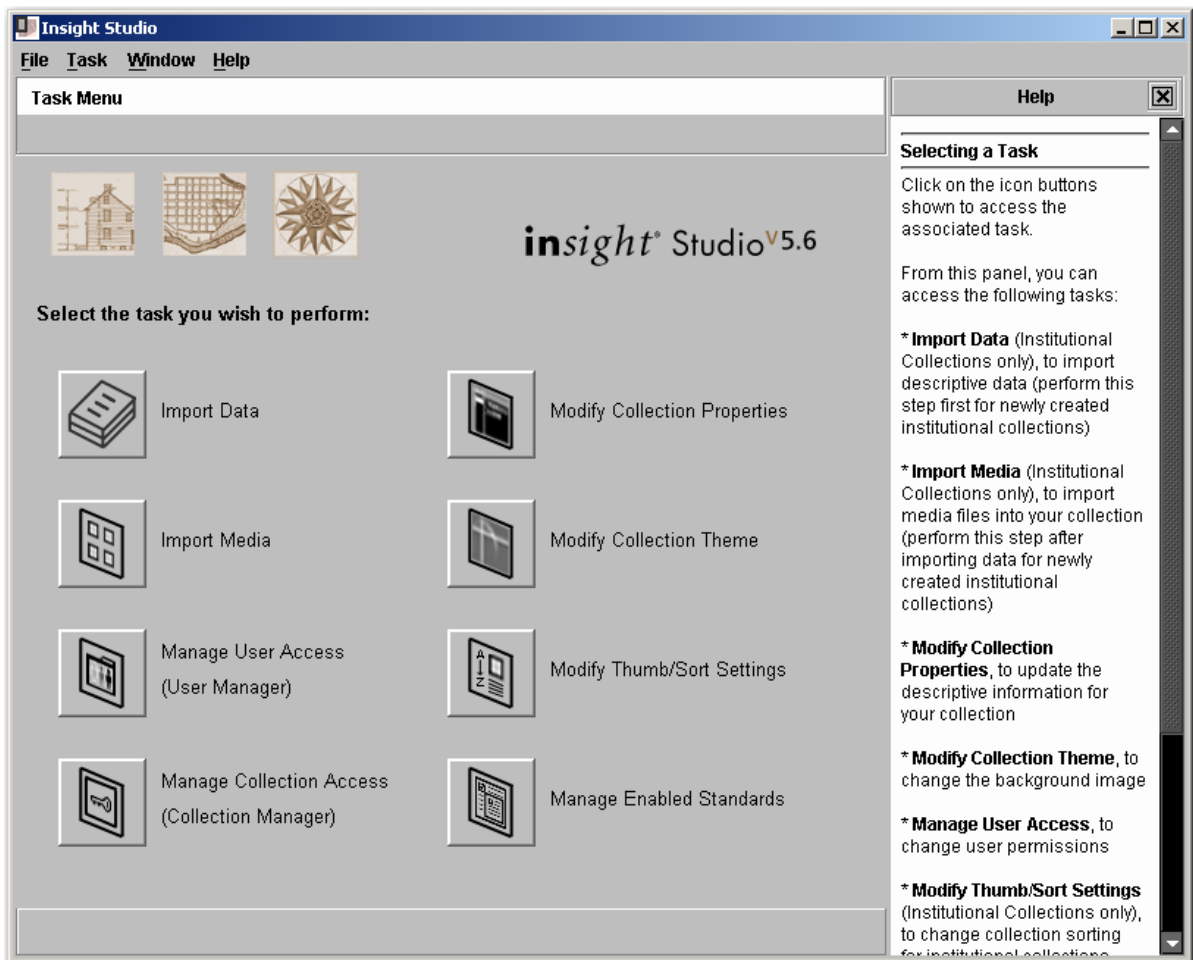 Insight Studio
File Task Window Help
Task Menu
insight® Studio V5.6
Select the task you wish to perform:
Import Data
Modify Collection Properties
Import Media
Modify Collection Theme
Manage User Access
(User Manager)
Modify Thumb/Sort Settings
Manage Collection Access
(Collection Manager)
Manage Enabled Standards
Help
Selecting a Task
Click on the icon buttons
shown to access the
associated task.
From this panel, you can
access the following tasks:
* Import Data (Institutional
Collections only), to import
descriptive data (perform this
step first for newly created
institutional collections)
* Import Media (Institutional
Collections only), to import
media files into your collection
(perform this step after
importing data for newly
created institutional
collections)
* Modify Collection
Properties, to update the
descriptive information for
your collection
* Modify Collection Theme, to
change the background image
* Manage User Access, to
change user permissions
* Modify Thumb/Sort Settings
(Institutional Collections only),
to change collection sorting
for institutional collections